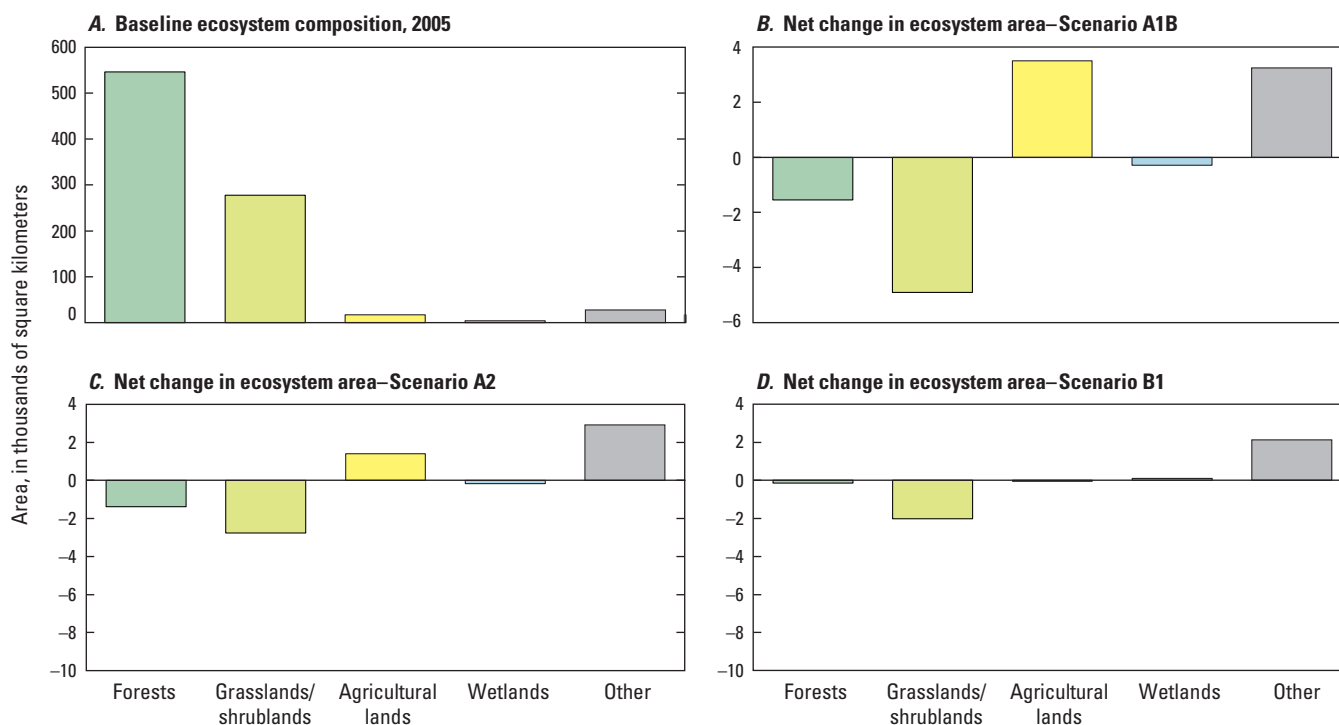 A. Baseline ecosystem composition, 2005
600
500
400
300
200
100
0
B. Net change in ecosystem area–Scenario A1B
4
2
0
–2
–4
–6
Area, in thousands of square kilometers
C. Net change in ecosystem area–Scenario A2
4
2
0
–2
–4
–6
–8
–10
Forests
Grasslands/
shrublands
Agricultural
lands
Wetlands
Other
D. Net change in ecosystem area–Scenario B1
4
2
0
–2
–4
–6
–8
–10
Forests
Grasslands/
shrublands
Agricultural
lands
Wetlands
Other